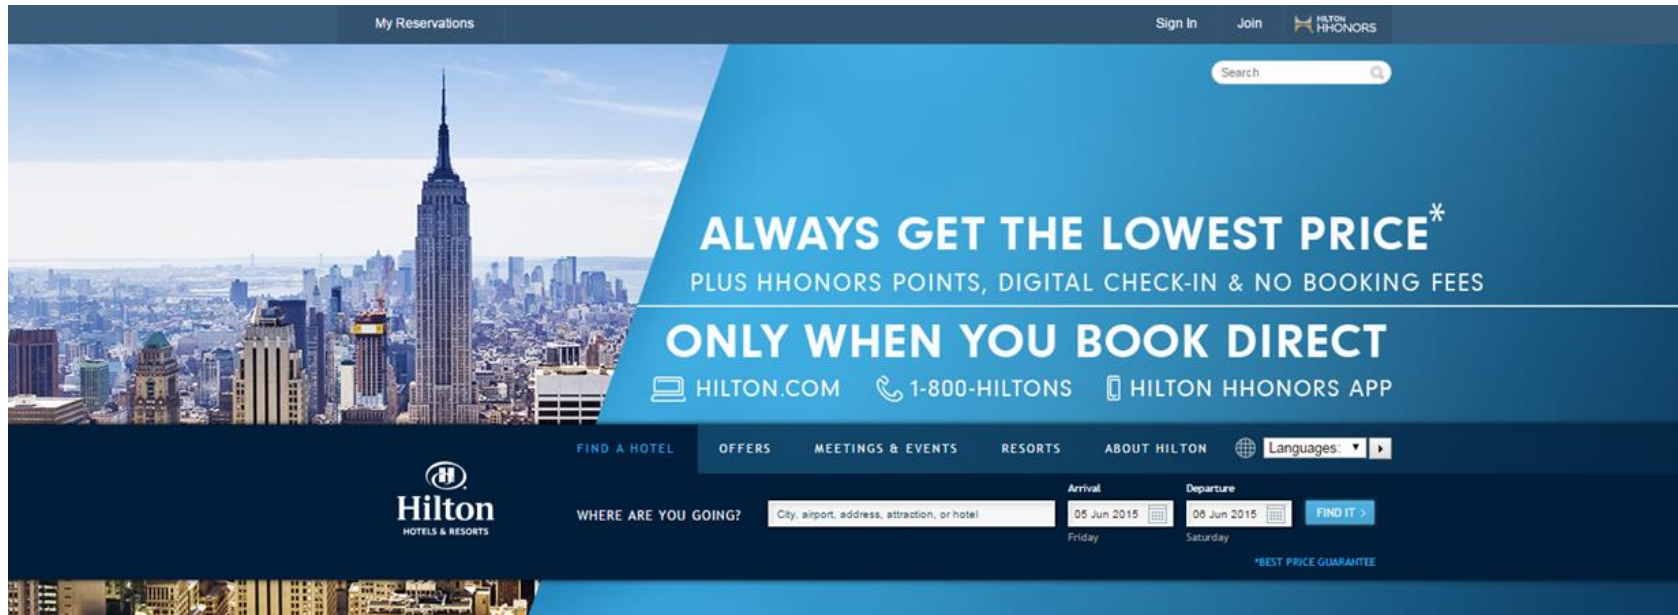 My Reservations
Sign In
Join
HILTON
HHONORS
Search
ALWAYS GET THE LOWEST PRICE*
PLUS HHONORS POINTS, DIGITAL CHECK-IN & NO BOOKING FEES
ONLY WHEN YOU BOOK DIRECT
HILTON.COM
1-800-HILTONS
HILTON HHONORS APP
FIND A HOTEL
OFFERS
MEETINGS & EVENTS
RESORTS
ABOUT HILTON
Languages:
H
Hilton
HOTELS & RESORTS
WHERE ARE YOU GOING?
City, airport, address, attraction, or hotel
Arrival
05 Jun 2015
Friday
Departure
06 Jun 2015
Saturday
FIND IT >
*BEST PRICE GUARANTEE